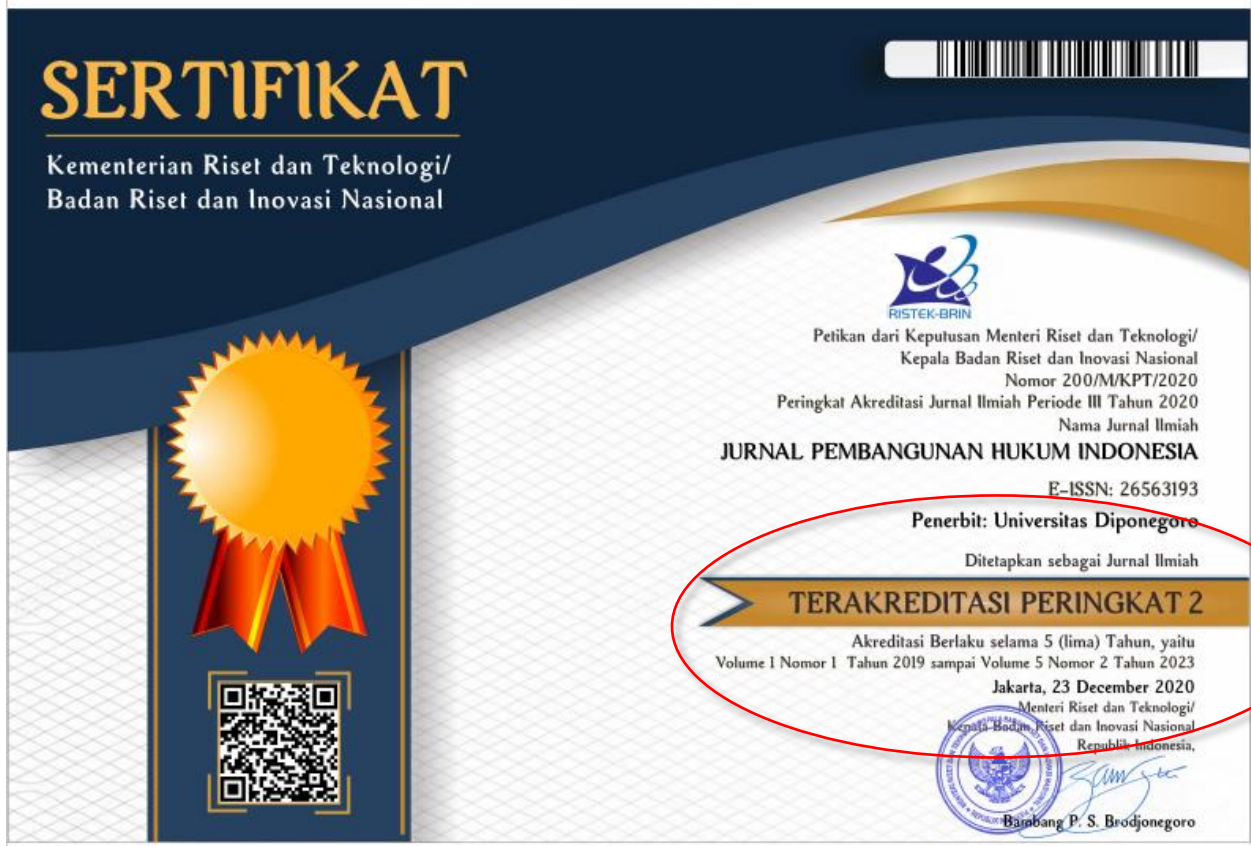 SERTIFIKAT
Kementerian Riset dan Teknologi/
Badan Riset dan Inovasi Nasional
RISTEK-BRIN
Petikan dari Keputusan Menteri Riset dan Teknologi/
Kepala Badan Riset dan Inovasi Nasional
Nomor 200/M/KPT/2020
Peringkat Akreditasi Jurnal Ilmiah Periode III Tahun 2020
Nama Jurnal Ilmiah
JURNAL PEMBANGUNAN HUKUM INDONESIA
E-ISSN: 26563193
Penerbit: Universitas Diponegoro
Ditetapkan sebagai Jurnal Ilmiah
TERAKREDITASI PERINGKAT 2
Akreditasi Berlaku selama 5 (lima) Tahun, yaitu
Volume 1 Nomor 1 Tahun 2019 sampai Volume 5 Nomor 2 Tahun 2023
Jakarta, 23 December 2020
Menteri Riset dan Teknologi/
Kepala Badan Riset dan Inovasi Nasional
Republik Indonesia,
Bambang P. S. Brodjonegoro